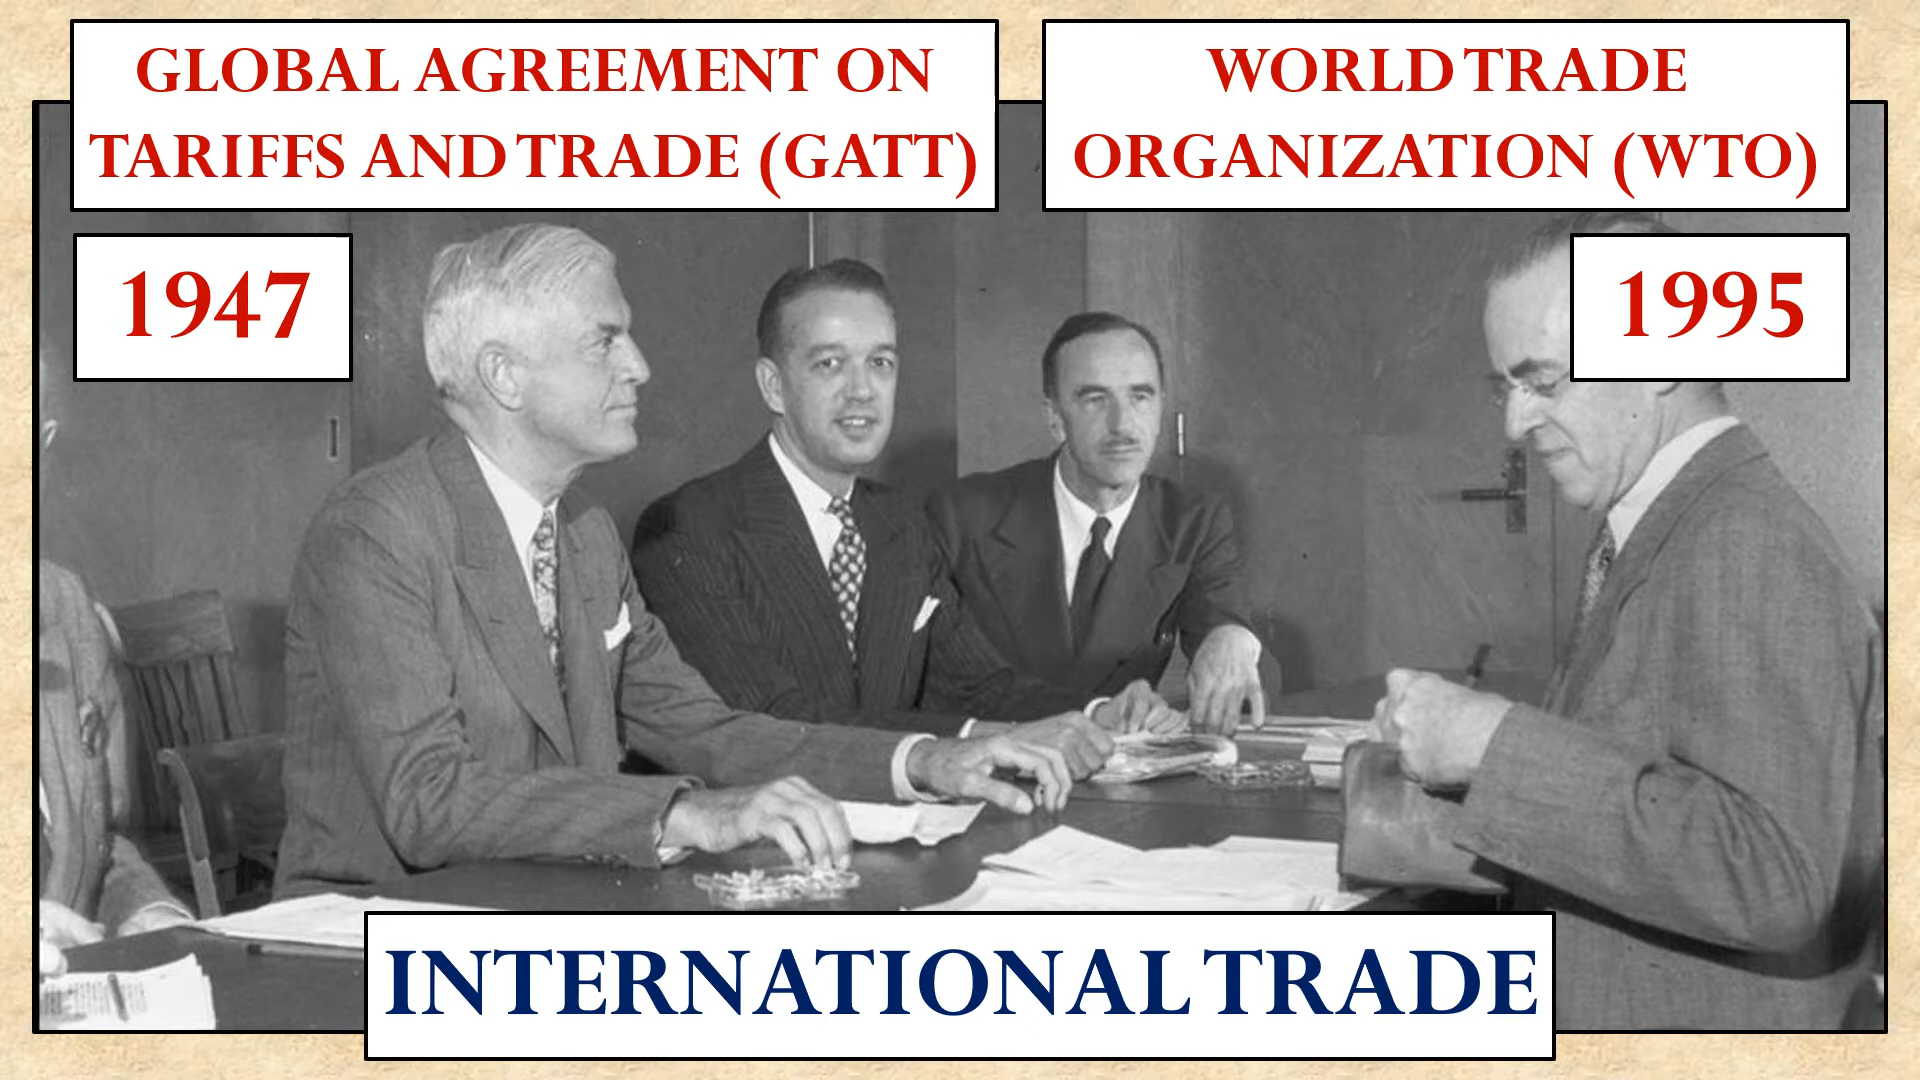 GLOBAL AGREEMENT ON
TARIFFS AND TRADE (GATT)
WORLD TRADE
ORGANIZATION (WTO)
1947
1995
INTERNATIONAL TRADE